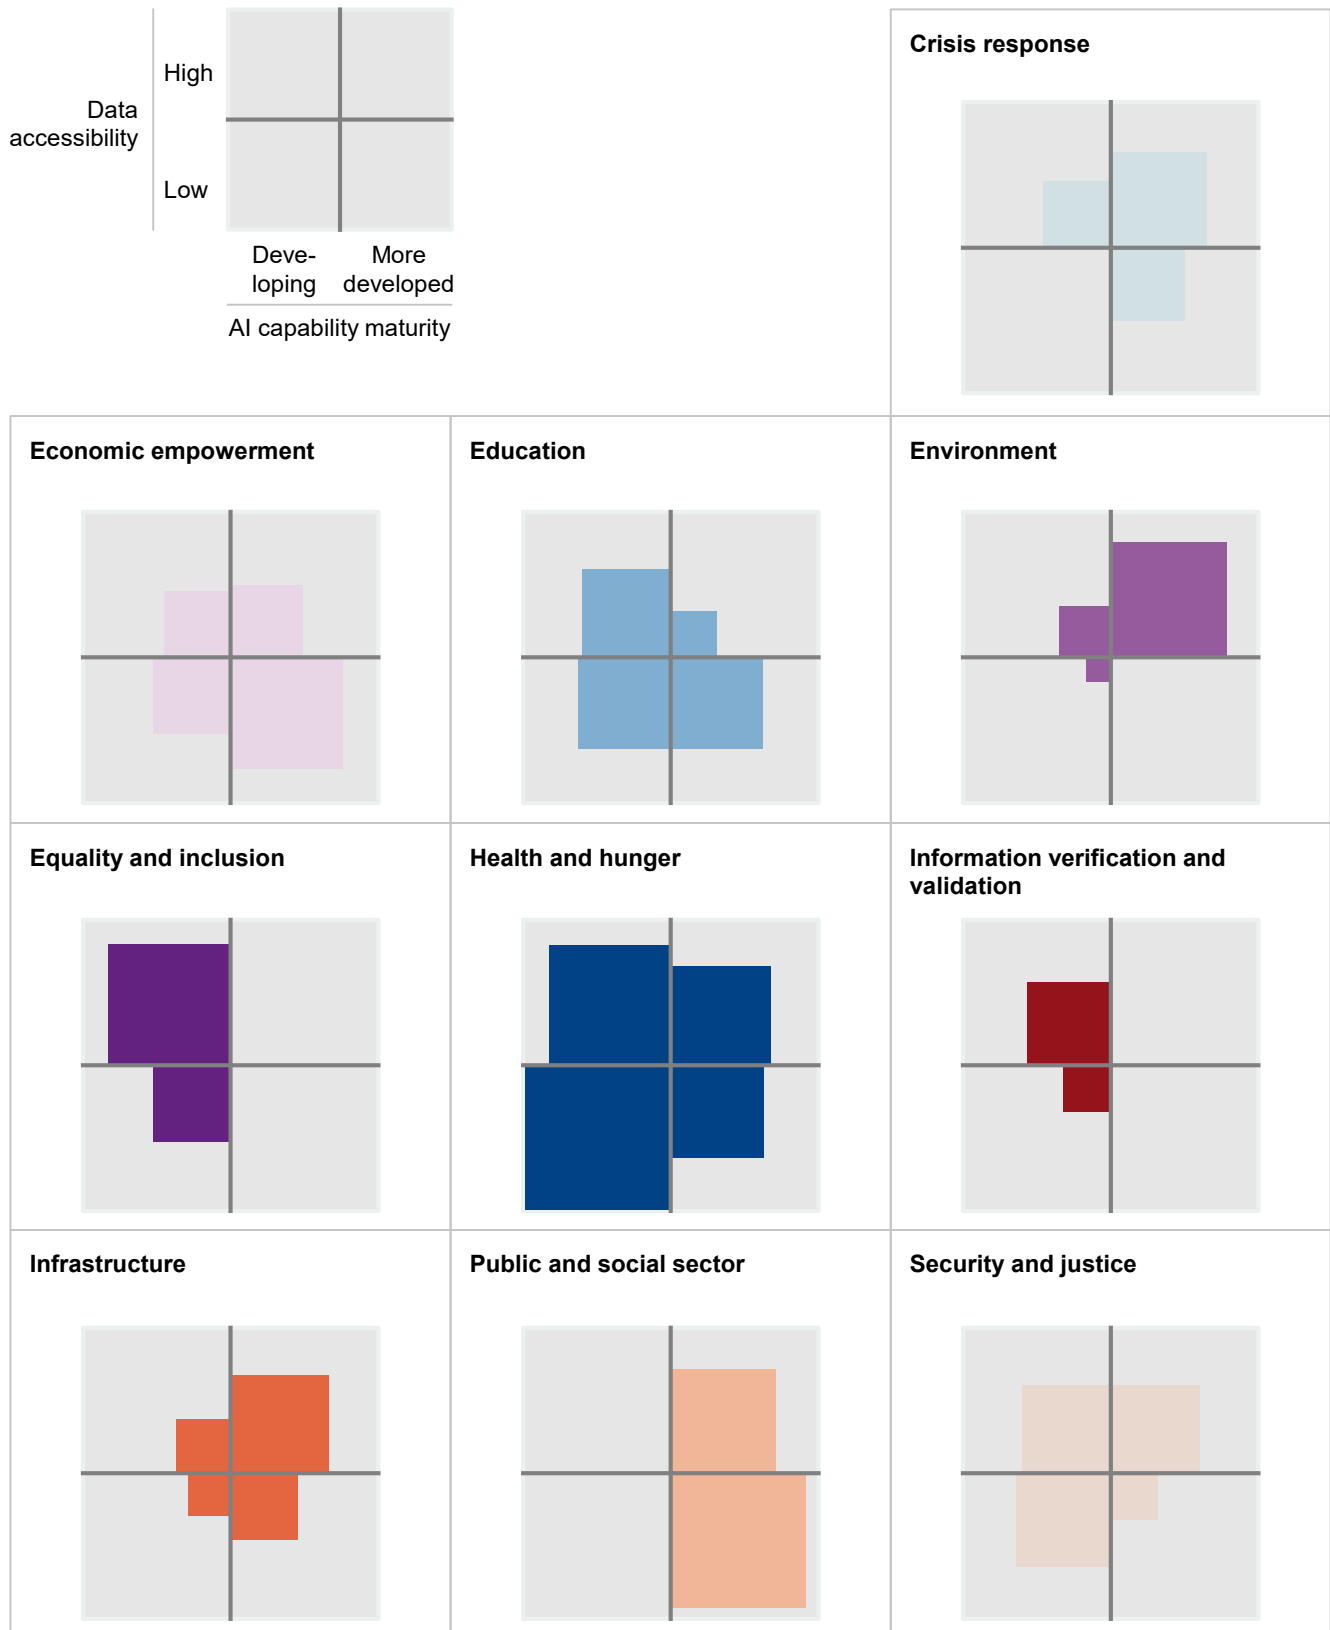 High
Data
accessibility
Low
Deve-
loping
More
developed
AI capability maturity
Crisis response
Economic empowerment
Education
Environment
Equality and inclusion
Health and hunger
Information verification and
validation
Infrastructure
Public and social sector
Security and justice